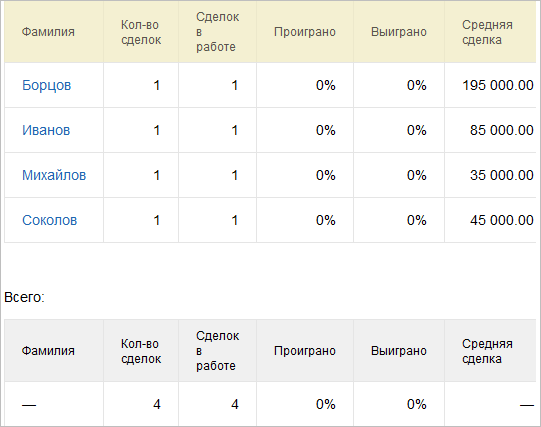 Фамилия Кол-во сделок Сделок в работе Проиграно Выиграно Средняя сделка
Борцов 1 1 0% 0% 195 000.00
Иванов 1 1 0% 0% 85 000.00
Михайлов 1 1 0% 0% 35 000.00
Соколов 1 1 0% 0% 45 000.00
Всего:
Фамилия Кол-во сделок Сделок в работе Проиграно Выиграно Средняя сделка
— 4 4 0% 0% —